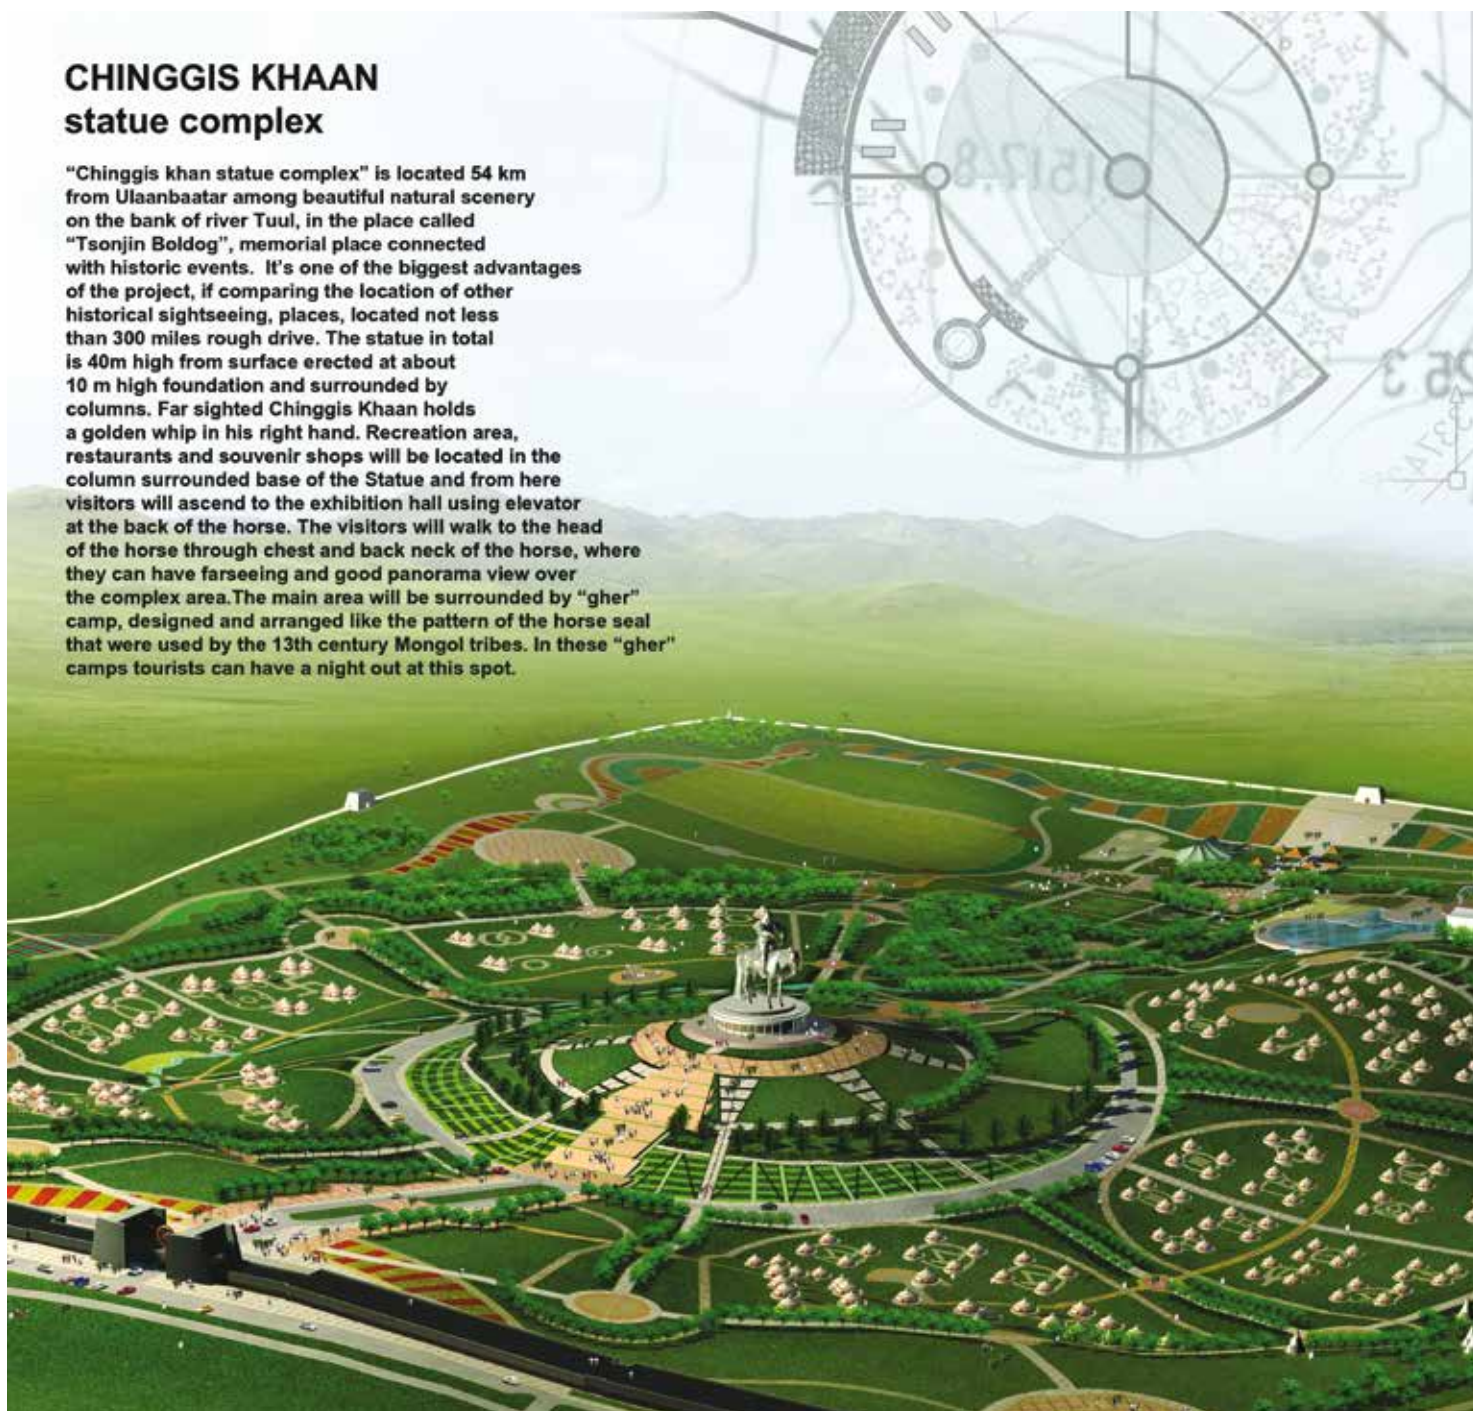 CHINGGIS KHAAN
statue complex
“Chinggis khan statue complex” is located 54 km
from Ulaanbaatar among beautiful natural scenery
on the bank of river Tuul, in the place called
“Tsonjin Boldog”, memorial place connected
with historic events.  It’s one of the biggest advantages
of the project, if comparing the location of other
historical sightseeing, places, located not less
than 300 miles rough drive. The statue in total
is 40m high from surface erected at about
10 m high foundation and surrounded by
columns. Far sighted Chinggis Khaan holds
a golden whip in his right hand. Recreation area,
restaurants and souvenir shops will be located in the
column surrounded base of the Statue and from here
visitors will ascend to the exhibition hall using elevator
at the back of the horse. The visitors will walk to the head
of the horse through chest and back neck of the horse, where
they can have farseeing and good panorama view over
the complex area.The main area will be surrounded by “gher”
camp, designed and arranged like the pattern of the horse seal
that were used by the 13th century Mongol tribes. In these “gher”
camps tourists can have a night out at this spot.
1517.8